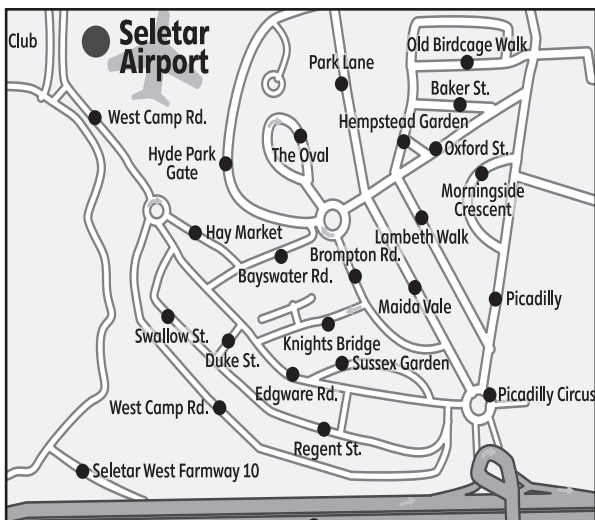 Club
Seletar
Airport
Park Lane
Old Birdcage Walk
Baker St.
West Camp Rd.
Hempstead Garden
Hyde Park
Gate
The Oval
Oxford St.
Morningside
Crescent
Hay Market
Lambeth Walk
Brompton Rd.
Bayswater Rd.
Maida Vale
Picadilly
Swallow St.
Duke St.
Knights Bridge
Sussex Garden
Edgware Rd.
Picadilly Circus
West Camp Rd.
Regent St.
Seletar West Farmway 10